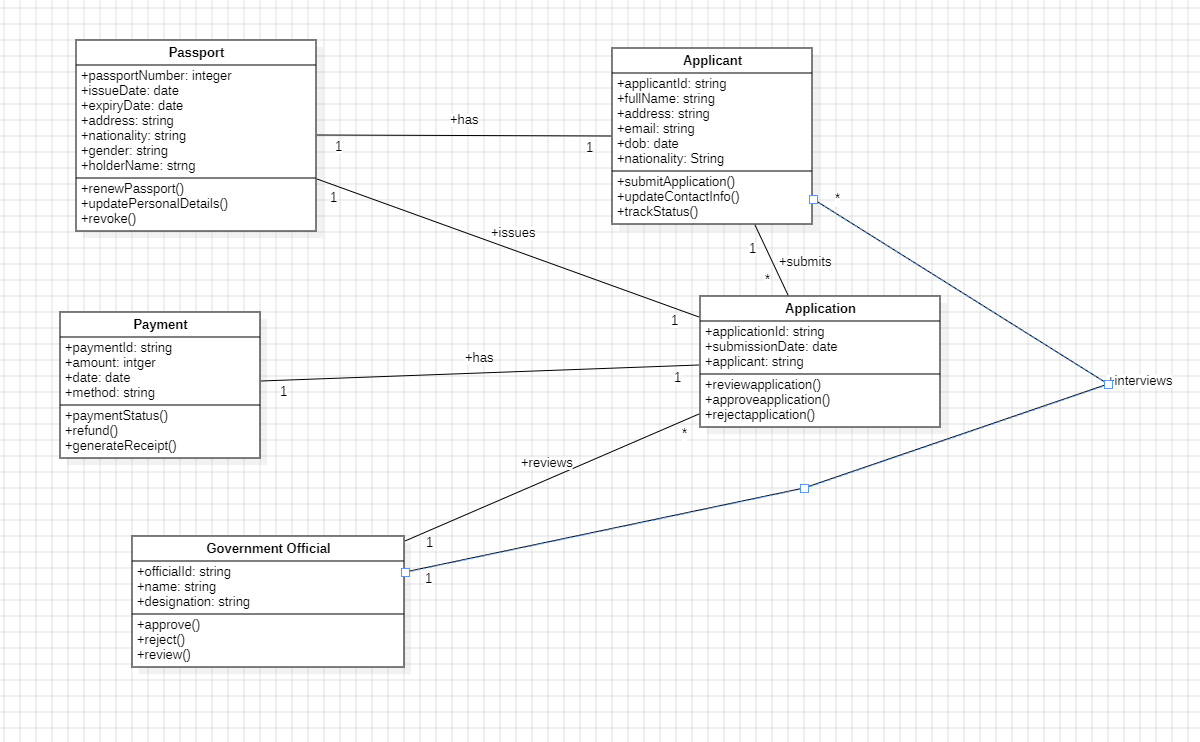 Passport
+passportNumber: integer
+issueDate: date
+expiryDate: date
+address: string
+nationality: string
+gender: string
+holderName: strng
+renewPassport()
+updatePersonalDetails()
+revoke()
+has
1
1
Applicant
+applicantId: string
+fullName: string
+address: string
+email: string
+dob: date
+nationality: String
+submitApplication()
+updateContactInfo()
+trackStatus()
*
1
+issues
1
1
+submits
*
Payment
+paymentId: string
+amount: intger
+date: date
+method: string
+paymentStatus()
+refund()
+generateReceipt()
+has
1
1
Application
+applicationId: string
+submissionDate: date
+applicant: string
+reviewapplication()
+approveapplication()
+rejectapplication()
+interviews
*
+reviews
1
1
Government Official
+officialId: string
+name: string
+designation: string
+approve()
+reject()
+review()